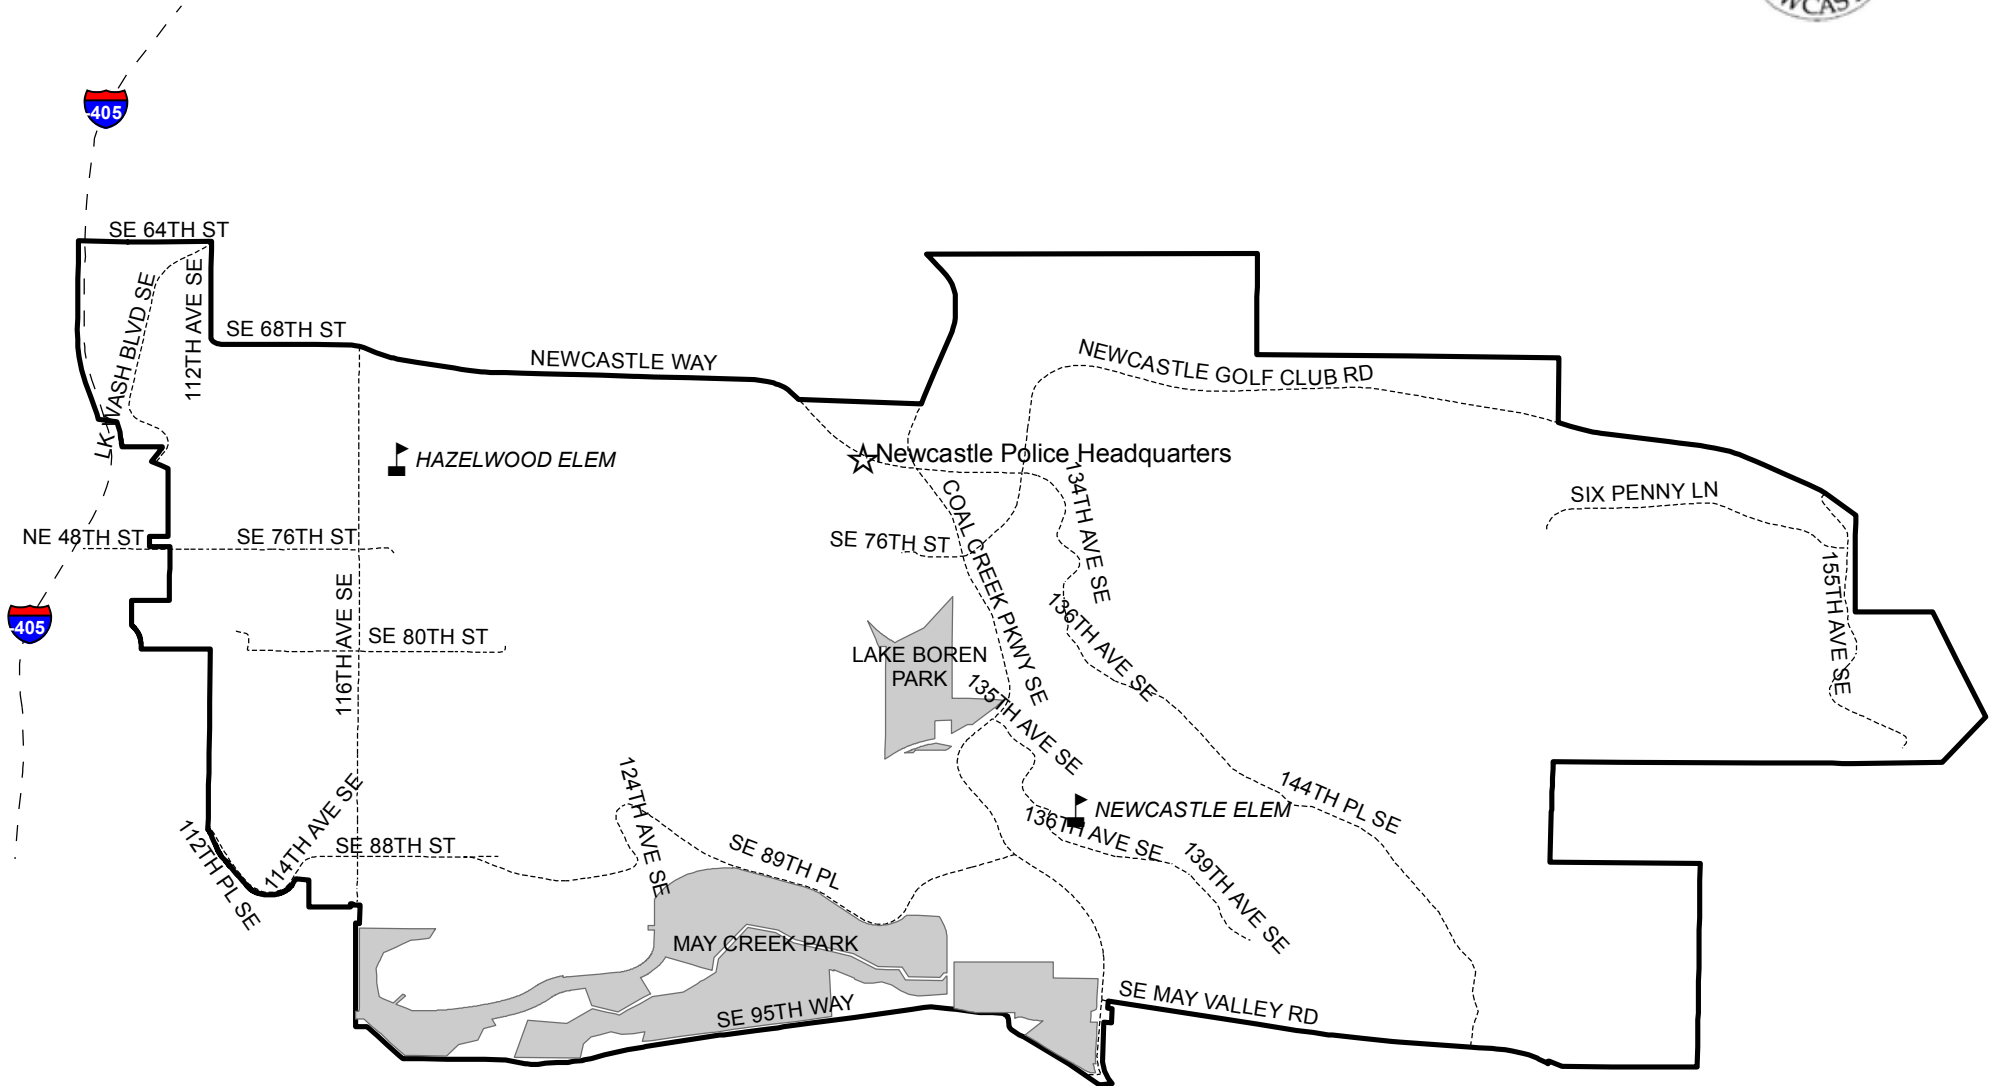 WCAS
-405
SE 64TH ST
LK WASH BLVD SE
112TH AVE SE
SE 68TH ST
NEWCASTLE WAY
NEWCASTLE GOLF CLUB RD
HAZELWOOD ELEM
Newcastle Police Headquarters
134TH AVE SE
COAL CREEK PKWY SE
SIX PENNY LN
NE 48TH ST
SE 76TH ST
SE 76TH ST
155TH AVE SE
116TH AVE SE
136TH AVE SE
-405
SE 80TH ST
LAKE BOREN
PARK
135TH AVE SE
124TH AVE SE
144TH PL SE
NEWCASTLE ELEM
136TH AVE SE
114TH AVE SE
112TH PL SE
SE 88TH ST
SE 89TH PL
139TH AVE SE
MAY CREEK PARK
SE 95TH WAY
SE MAY VALLEY RD